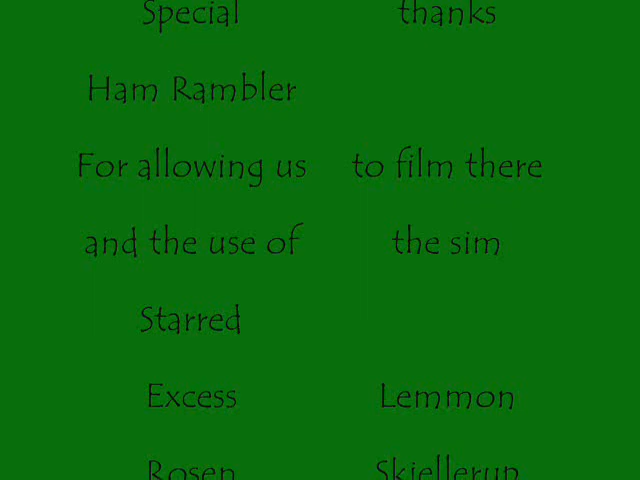 Special thanks
Ham Rambler
For allowing us to film there
and the use of the sim
Starred
Excess Lemmon
Rosen Skjellerup